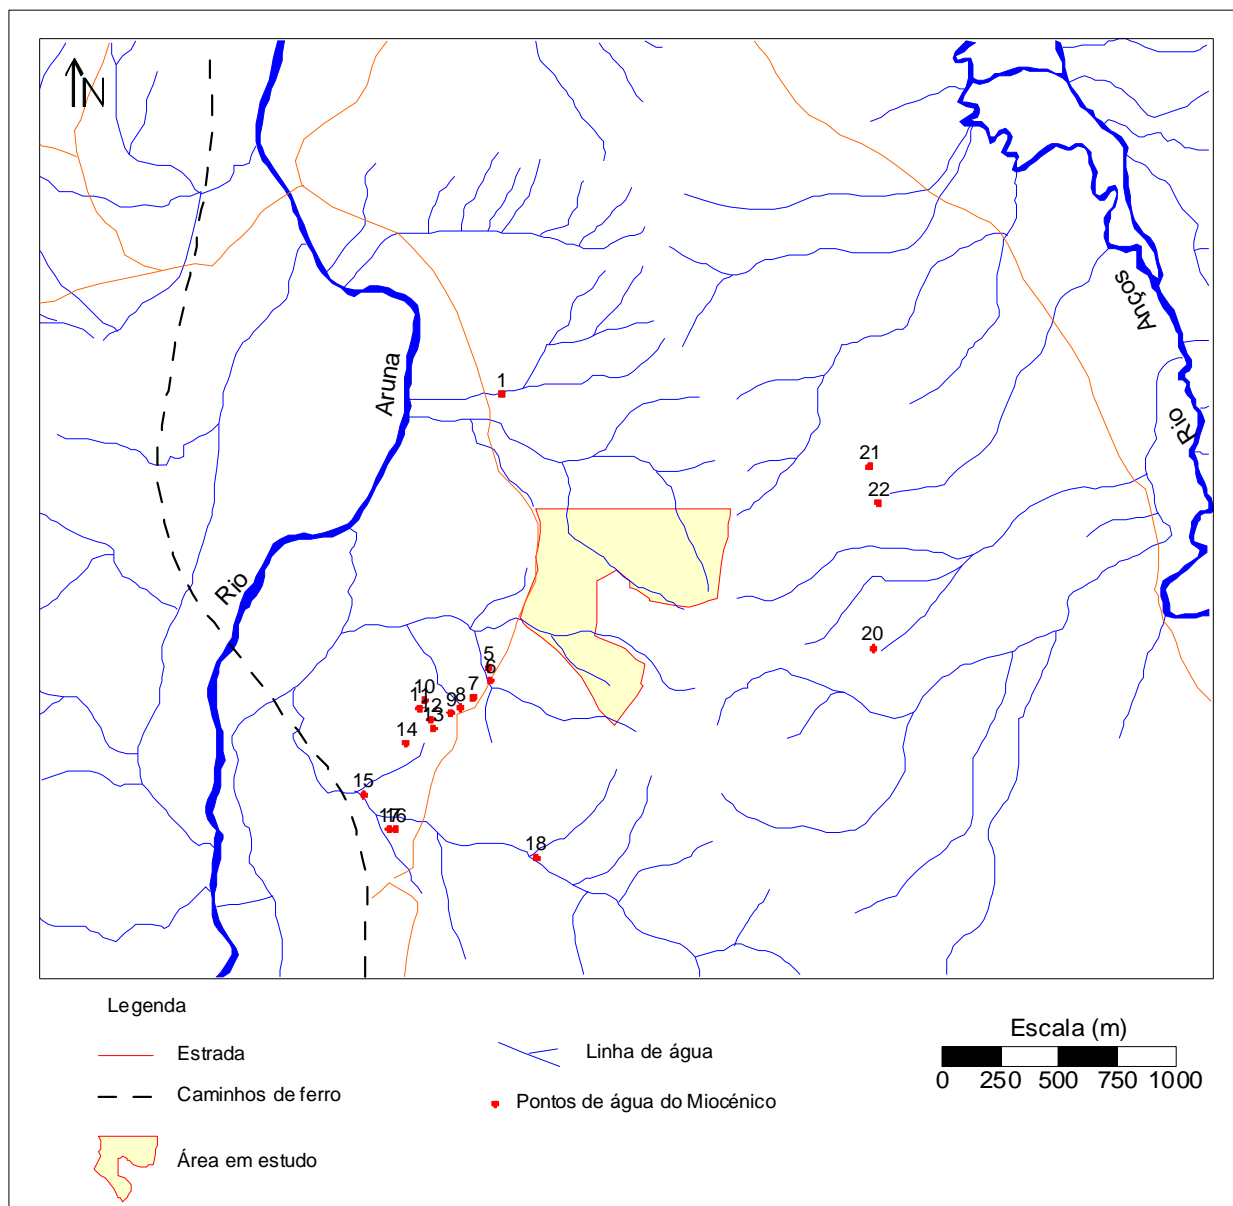 N
Anços
Aruna
1
Rio
21
22
Rio
20
5
6
7
10
11
8
9
12
13
14
15
17
16
18
Legenda
Estrada
Linha de água
Escala (m)
0 250 500 750 1000
Caminhos de ferro
Pontos de água do Miocénico
Área em estudo